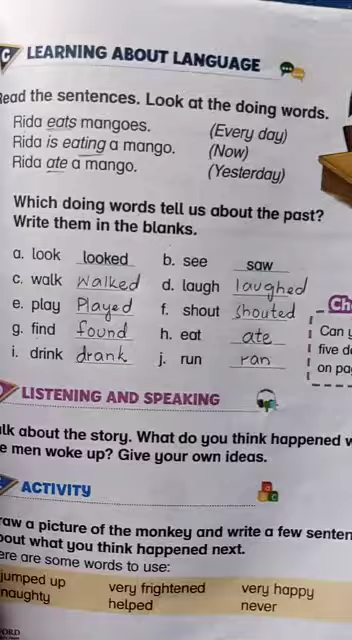 C LEARNING ABOUT LANGUAGE
Read the sentences. Look at the doing words.
Rida eats mangoes. (Every day)
Rida is eating a mango. (Now)
Rida ate a mango. (Yesterday)
Which doing words tell us about the past?
Write them in the blanks.
a. look looked b. see saw
c. walk Walked d. laugh laughed
e. play Played f. shout Shouted
g. find found h. eat ate
i. drink drank j. run ran
Ch
Can y
five d
on pa
LISTENING AND SPEAKING
alk about the story. What do you think happened w
e men woke up? Give your own ideas.
ACTIVITY
raw a picture of the monkey and write a few senten
bout what you think happened next.
ere are some words to use:
jumped up very frightened very happy
naughty helped never